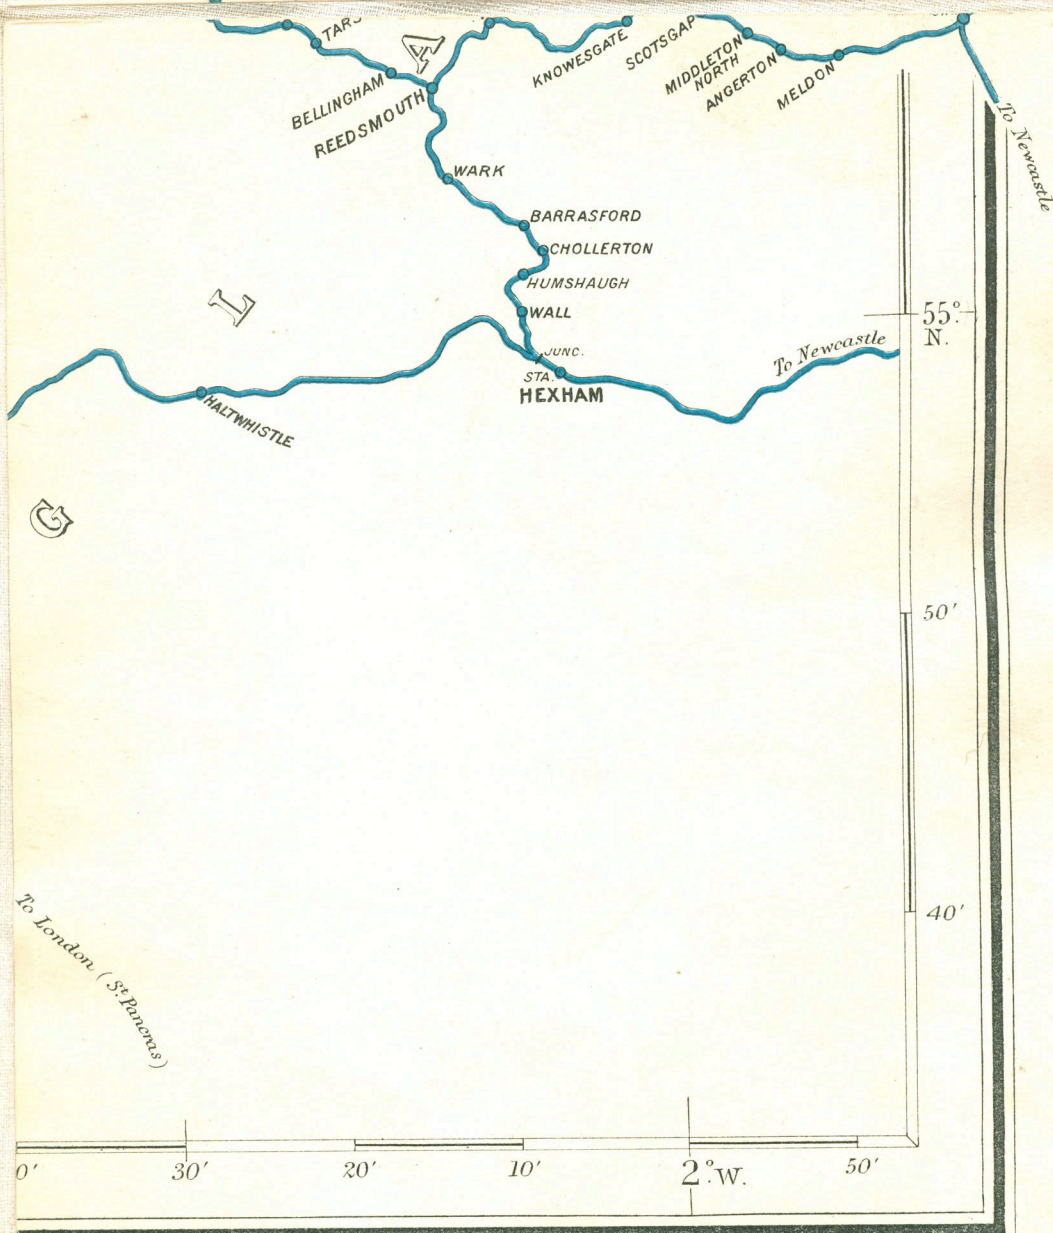 TARS
A
KNOWESGATE
SCOTSGAP
MIDDLETON
NORTH
ANGERTON
MELDON
BELLINGHAM
REEDSMOUTH
To Newcastle
WARK
BARRASFORD
CHOLLERTON
HUMSHAUGH
L
WALL
55°
N.
To Newcastle
JUNC.
STA.
HEXHAM
HALTWHISTLE
G
50'
40'
To London (St. Pancras)
0'
30'
20'
10'
2°W.
50'